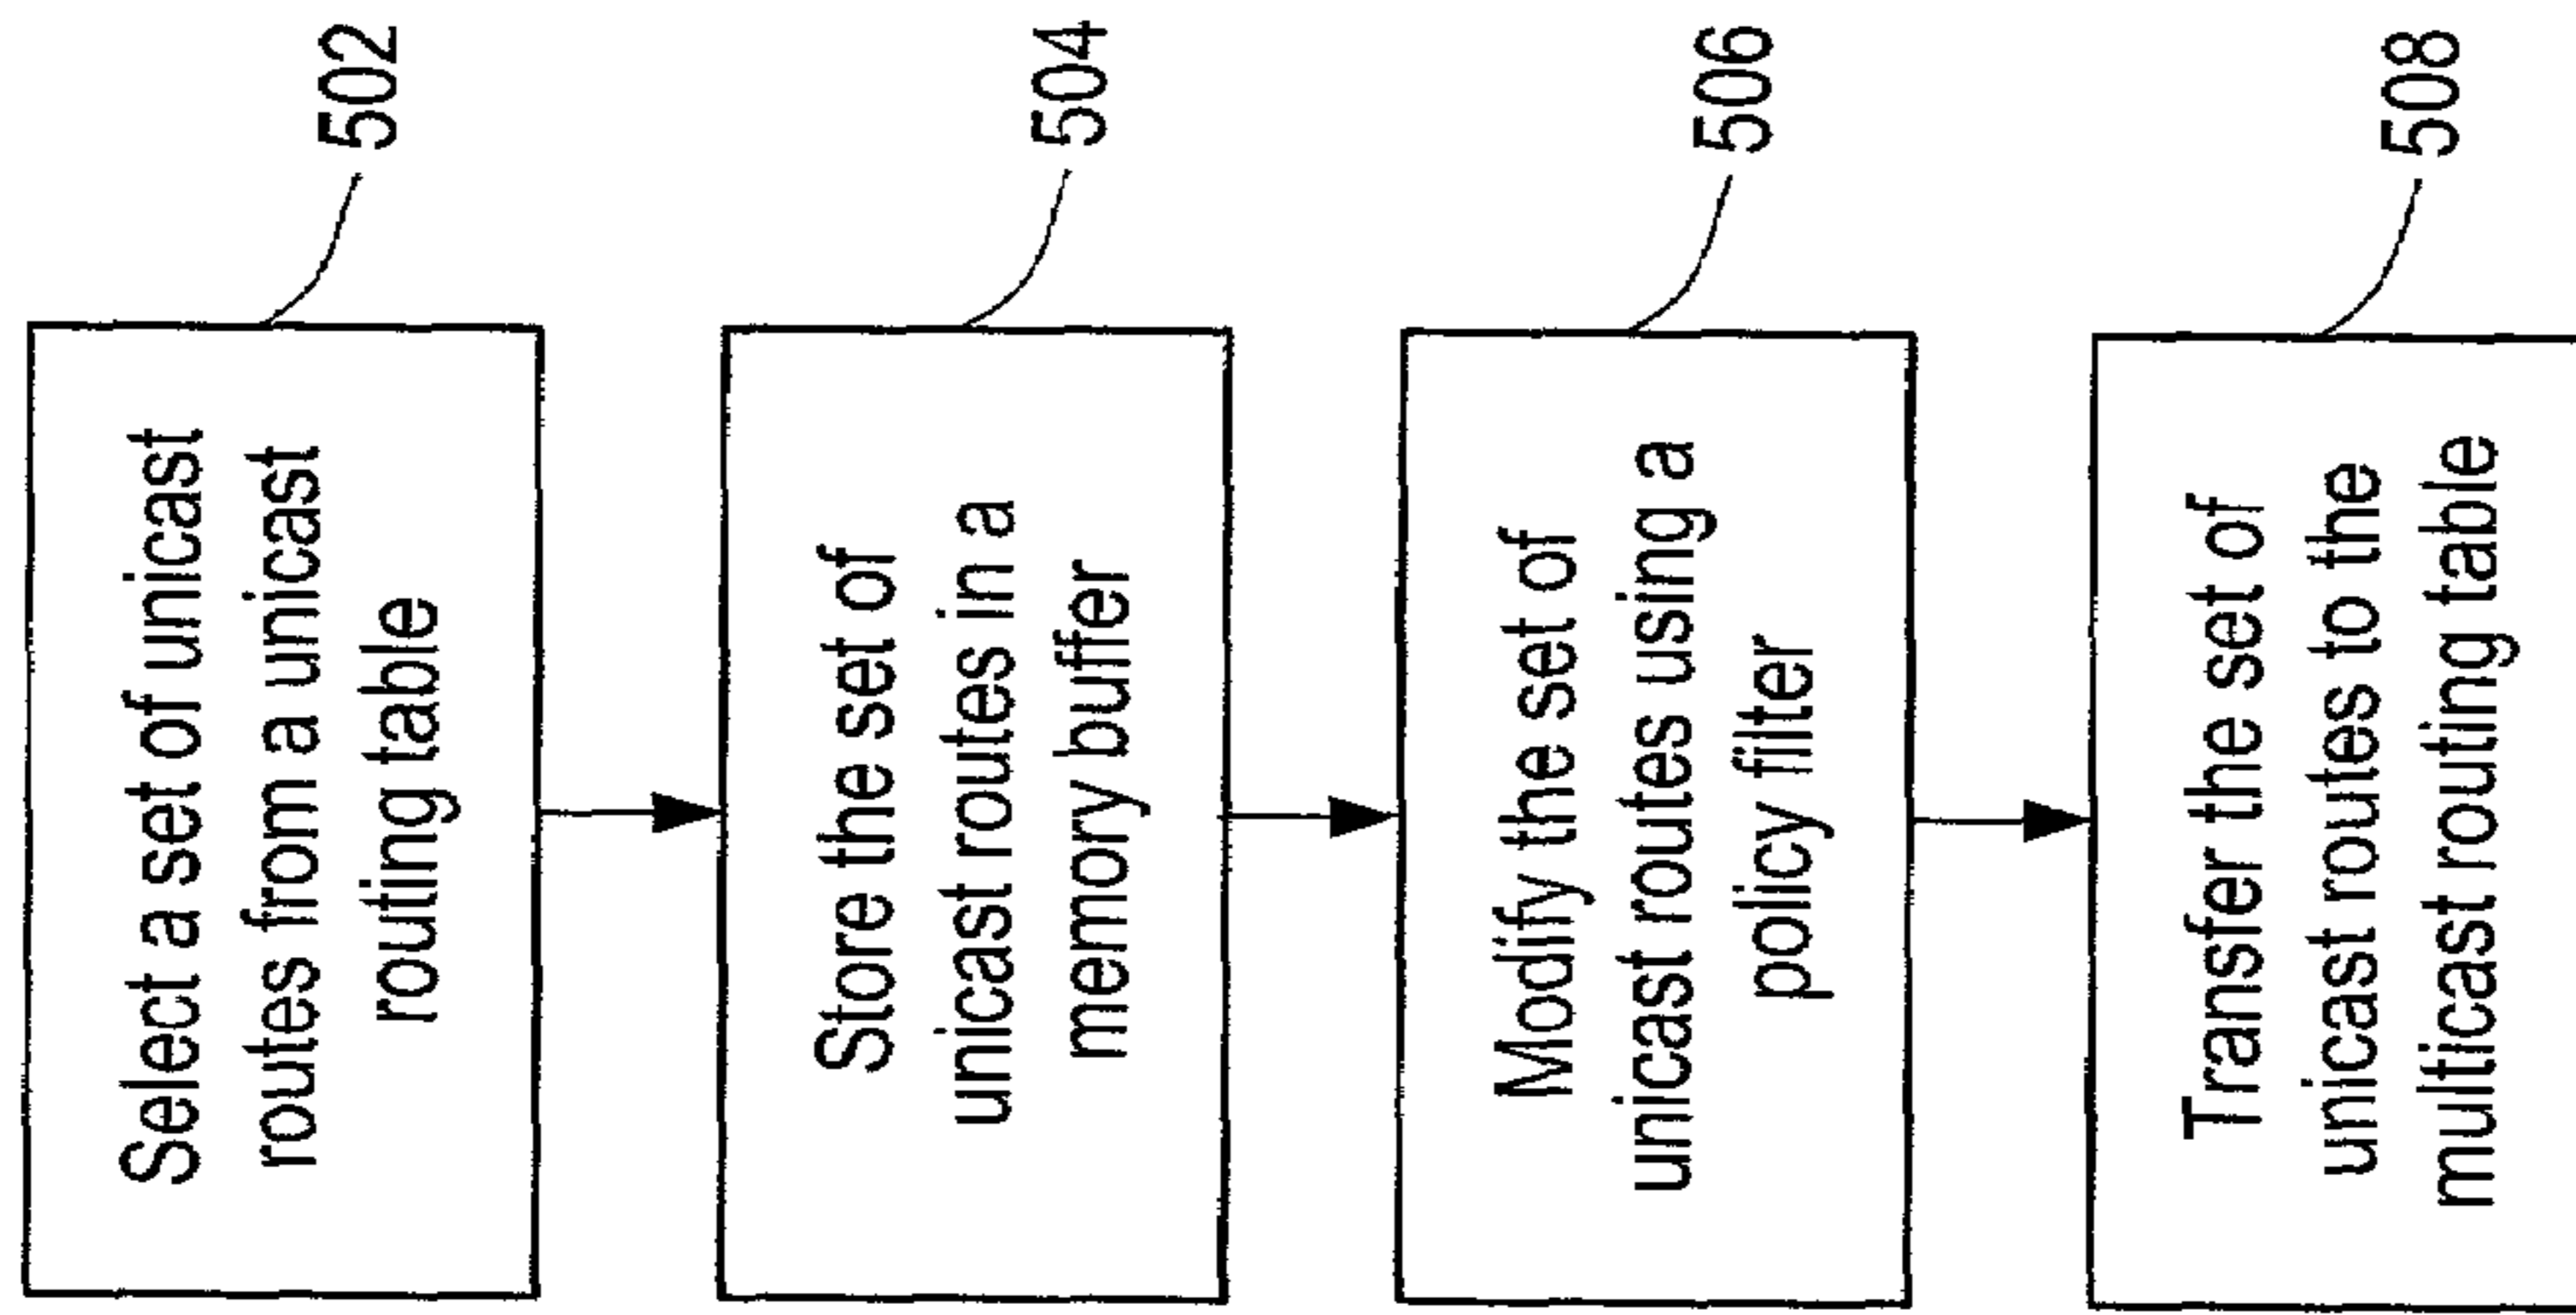 Select a set of unicast
routes from a unicast
routing table
502
Store the set of
unicast routes in a
memory buffer
504
Modify the set of
unicast routes using a
policy filter
506
Transfer the set of
unicast routes to the
multicast routing table
508